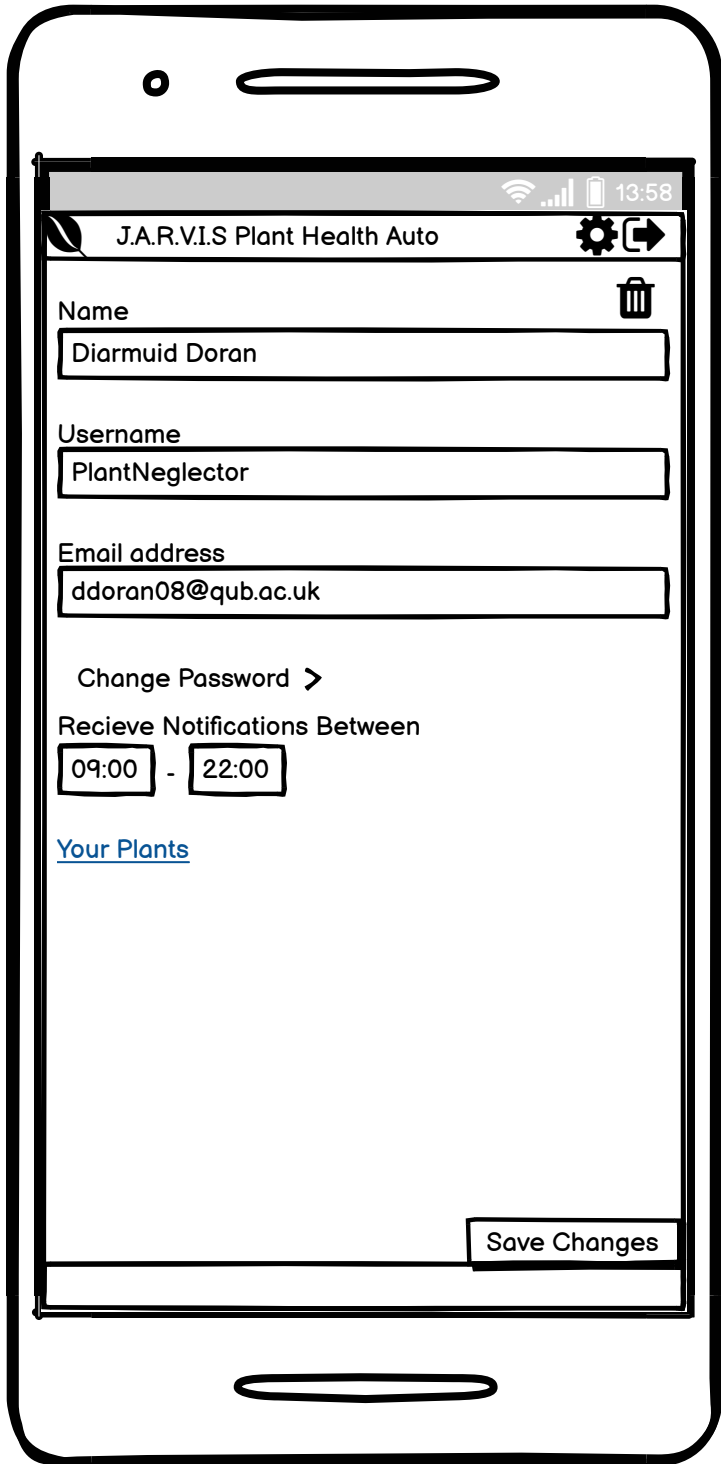 13:58
J.A.R.V.I.S Plant Health Auto
Name
Diarmuid Doran
Username
PlantNeglector
Email address
ddoran08@qub.ac.uk
Change Password >
Recieve Notifications Between
09:00 - 22:00
Your Plants
Save Changes